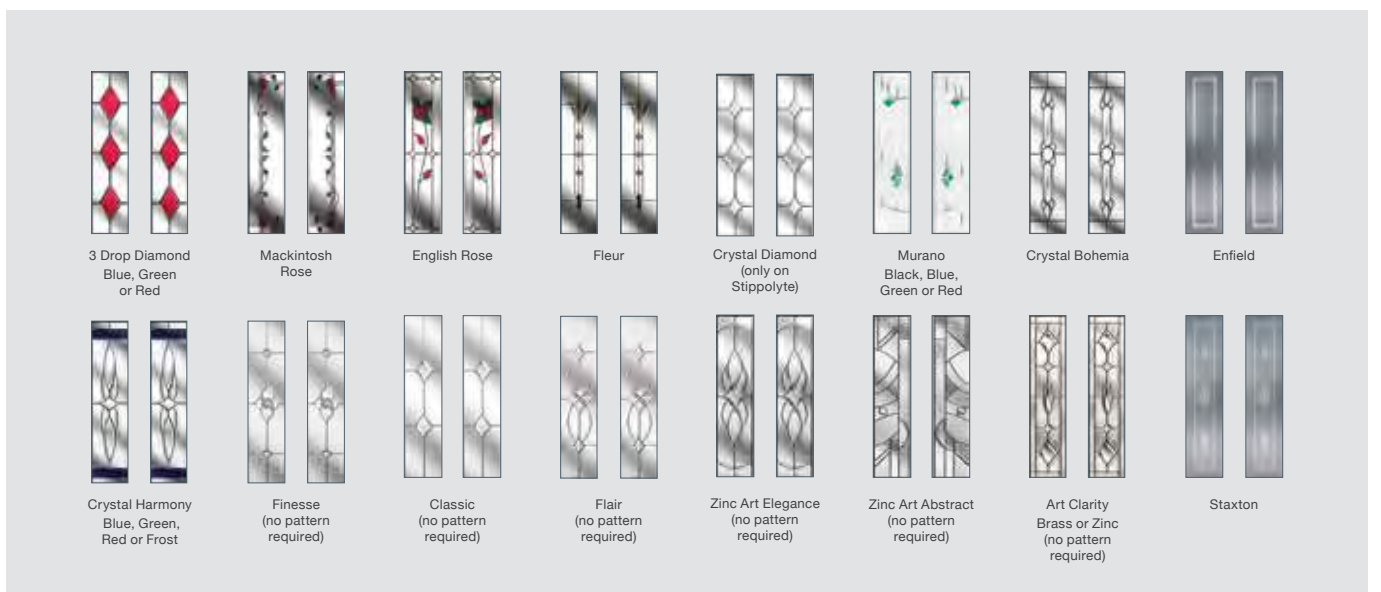 3 Drop Diamond
Blue, Green
or Red
Mackintosh
Rose
English Rose
Fleur
Crystal Diamond
(only on
Stippolyte)
Murano
Black, Blue,
Green or Red
Crystal Bohemia
Enfield
Crystal Harmony
Blue, Green,
Red or Frost
Finesse
(no pattern
required)
Classic
(no pattern
required)
Flair
(no pattern
required)
Zinc Art Elegance
(no pattern
required)
Zinc Art Abstract
(no pattern
required)
Art Clarity
Brass or Zinc
(no pattern
required)
Staxton